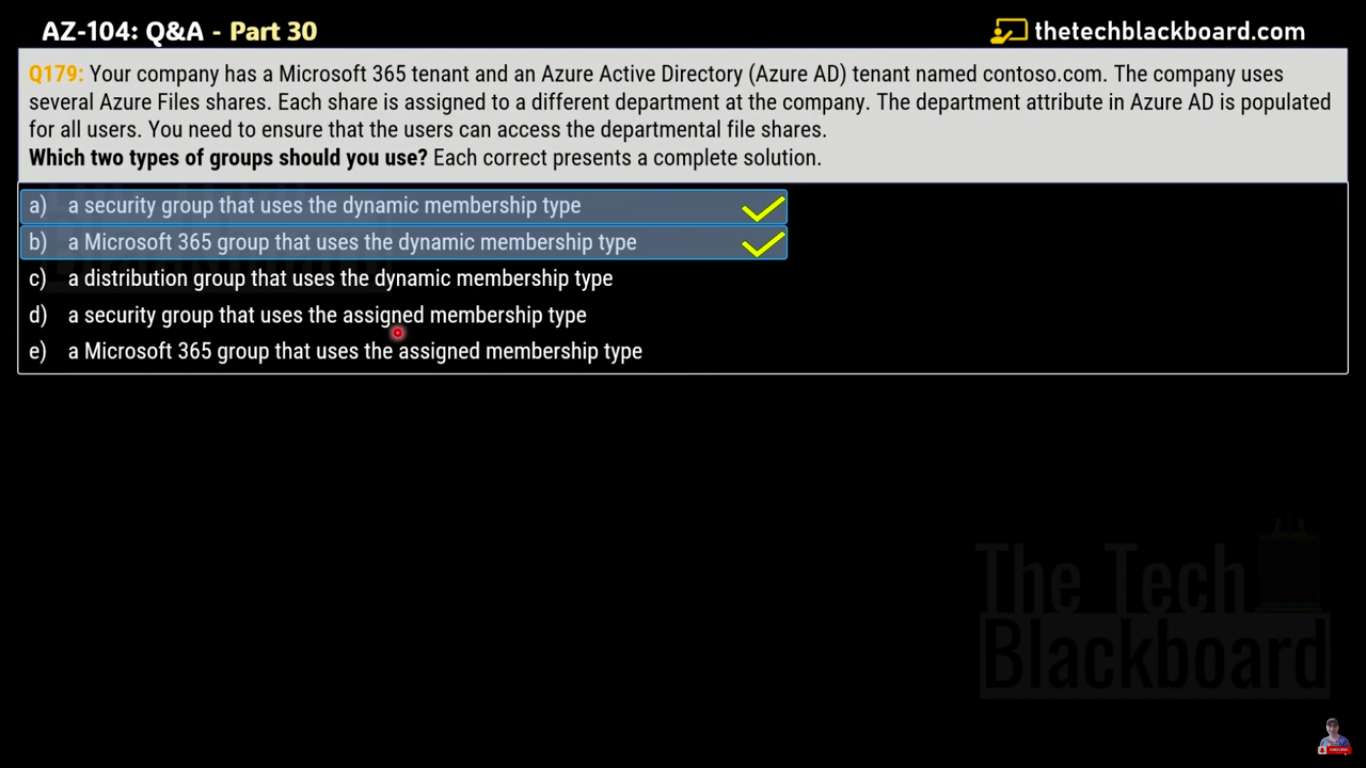 AZ-104: Q&A - Part 30
thetechblackboard.com
Q179: Your company has a Microsoft 365 tenant and an Azure Active Directory (Azure AD) tenant named contoso.com. The company uses
several Azure Files shares. Each share is assigned to a different department at the company. The department attribute in Azure AD is populated
for all users. You need to ensure that the users can access the departmental file shares.
Which two types of groups should you use? Each correct presents a complete solution.
a) a security group that uses the dynamic membership type
b) a Microsoft 365 group that uses the dynamic membership type
c) a distribution group that uses the dynamic membership type
d) a security group that uses the assigned membership type
e) a Microsoft 365 group that uses the assigned membership type
The Tech
Blackboard